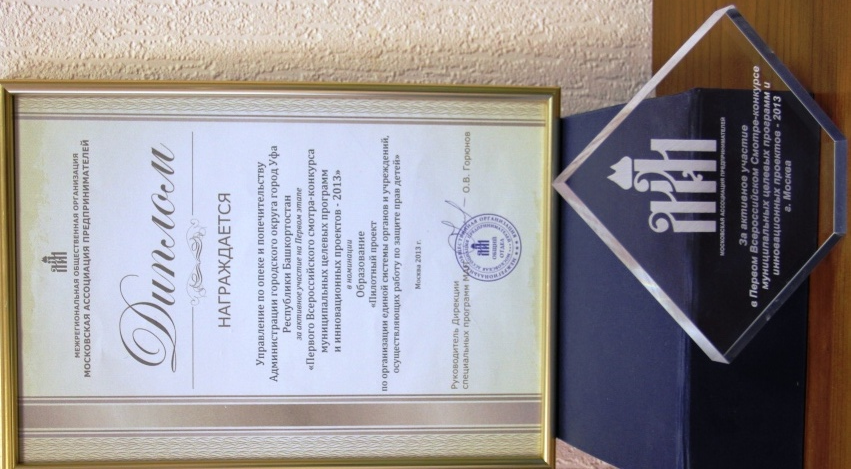 МЕЖРЕГИОНАЛЬНАЯ ОБЩЕСТВЕННАЯ ОРГАНИЗАЦИЯ
МОСКОВСКАЯ АССОЦИАЦИЯ ПРЕДПРИНИМАТЕЛЕЙ
Диплом
НАГРАЖДАЕТСЯ
Управление по опеке и попечительству
Администрации городского округа город Уфа
Республики Башкортостан
за активное участие на Первом этапе
«Первого Всероссийского смотра-конкурса
муниципальных целевых программ
и инновационных проектов - 2013»
в номинации
Образование
«Пилотный проект
по организации единой системы органов и учреждений,
осуществляющих работу по защите прав детей»
Москва 2013 г.
Руководитель Дирекции
специальных программ О.В. Горюнов
МОСКОВСКАЯ АССОЦИАЦИЯ ПРЕДПРИНИМАТЕЛЕЙ
За активное участие
в Первом Всероссийском Смотре-конкурсе
муниципальных целевых программ и
инновационных проектов - 2013
г. Москва